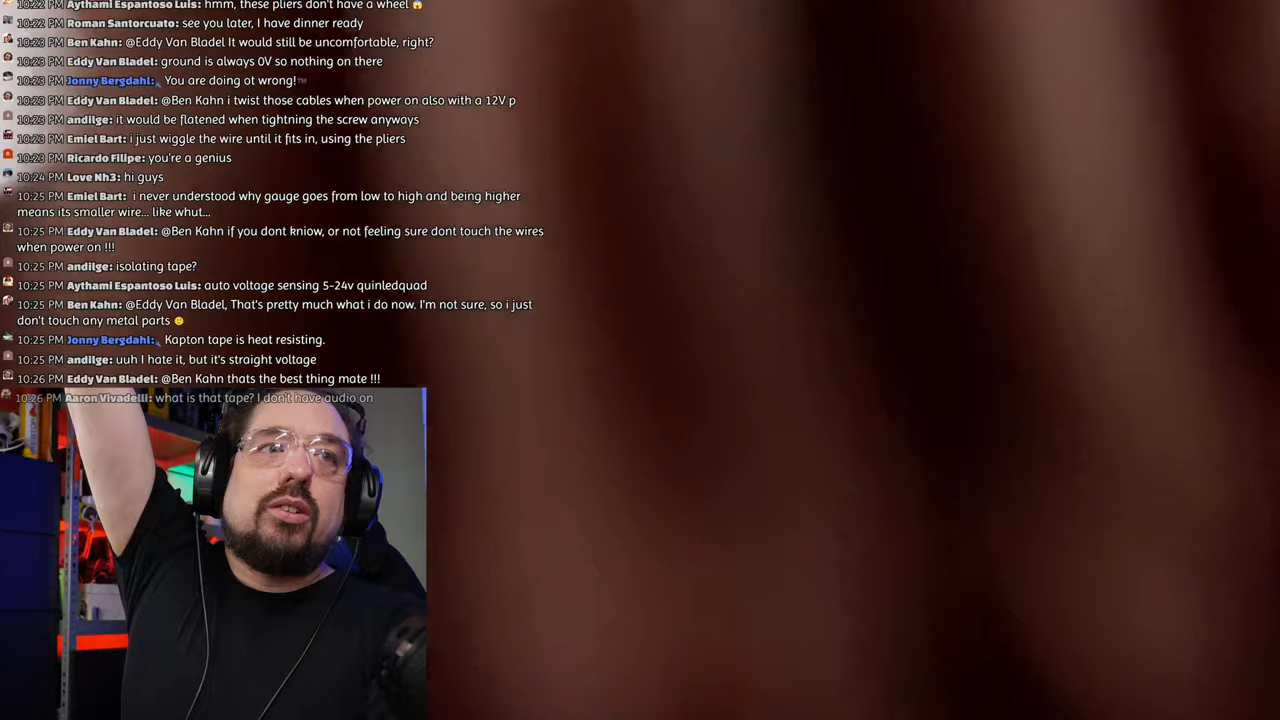 10:22 PM Aythami Espantoso Luis: hmm, these pliers don't have a wheel 😱
10:22 PM Roman Santorcuato: see you later, I have dinner ready
10:23 PM Ben Kahn: @Eddy Van Bladel It would still be uncomfortable, right?
10:23 PM Eddy Van Bladel: ground is always 0V so nothing on there
10:23 PM Jonny Bergdahl: You are doing ot wrong!™
10:23 PM Eddy Van Bladel: @Ben Kahn i twist those cables when power on also with a 12V p
10:23 PM andilge: it would be flatened when tightning the screw anyways
10:23 PM Emiel Bart: i just wiggle the wire until it fits in, using the pliers
10:23 PM Ricardo Filipe: you're a genius
10:24 PM Love Nh3: hi guys
10:25 PM Emiel Bart: i never understood why gauge goes from low to high and being higher
means its smaller wire... like whut...
10:25 PM Eddy Van Bladel: @Ben Kahn if you dont kniow, or not feeling sure dont touch the wires
when power on !!!
10:25 PM andilge: isolating tape?
10:25 PM Aythami Espantoso Luis: auto voltage sensing 5-24v quinledquad
10:25 PM Ben Kahn: @Eddy Van Bladel, That's pretty much what i do now. I'm not sure, so i just
don't touch any metal parts 🙂
10:25 PM Jonny Bergdahl: Kapton tape is heat resisting.
10:25 PM andilge: uuh I hate it, but it's straight voltage
10:26 PM Eddy Van Bladel: @Ben Kahn thats the best thing mate !!!
10:26 PM Aaron Vivadelli: what is that tape? I don't have audio on